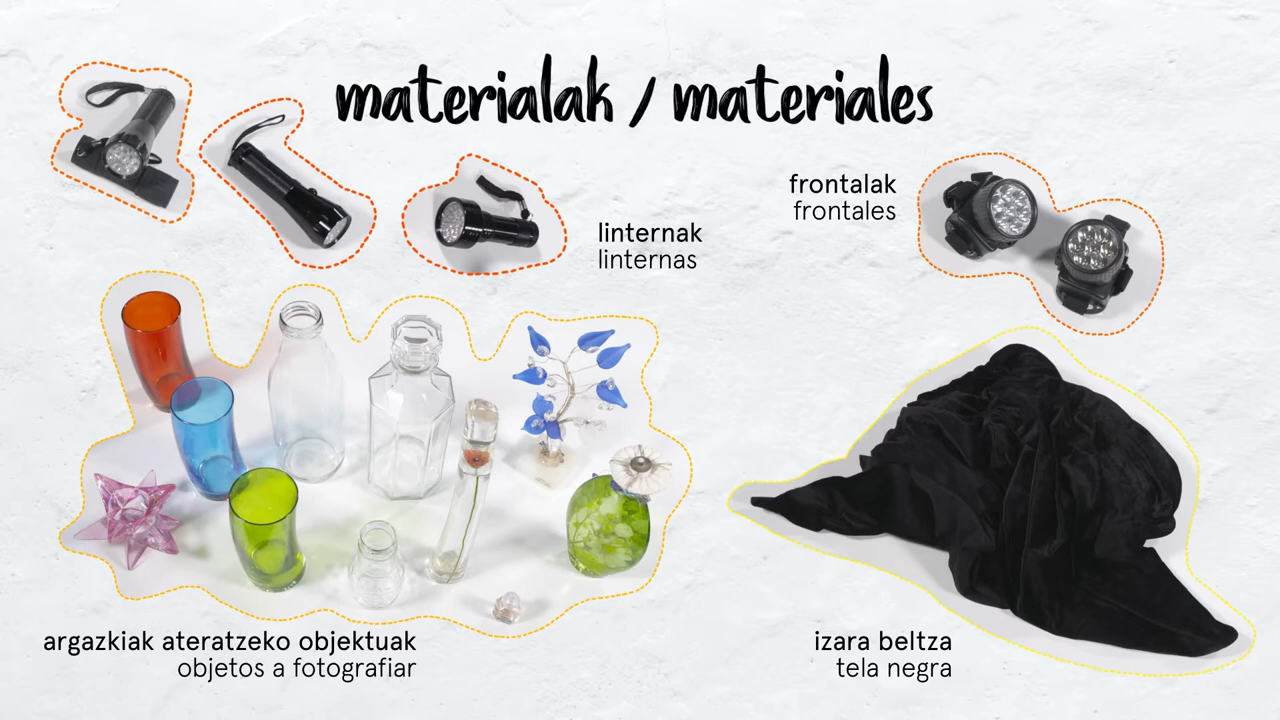 materialak / materiales
frontalak
frontales
linternak
linternas
argazkiak ateratzeko objektuak
objetos a fotografiar
izara beltza
tela negra